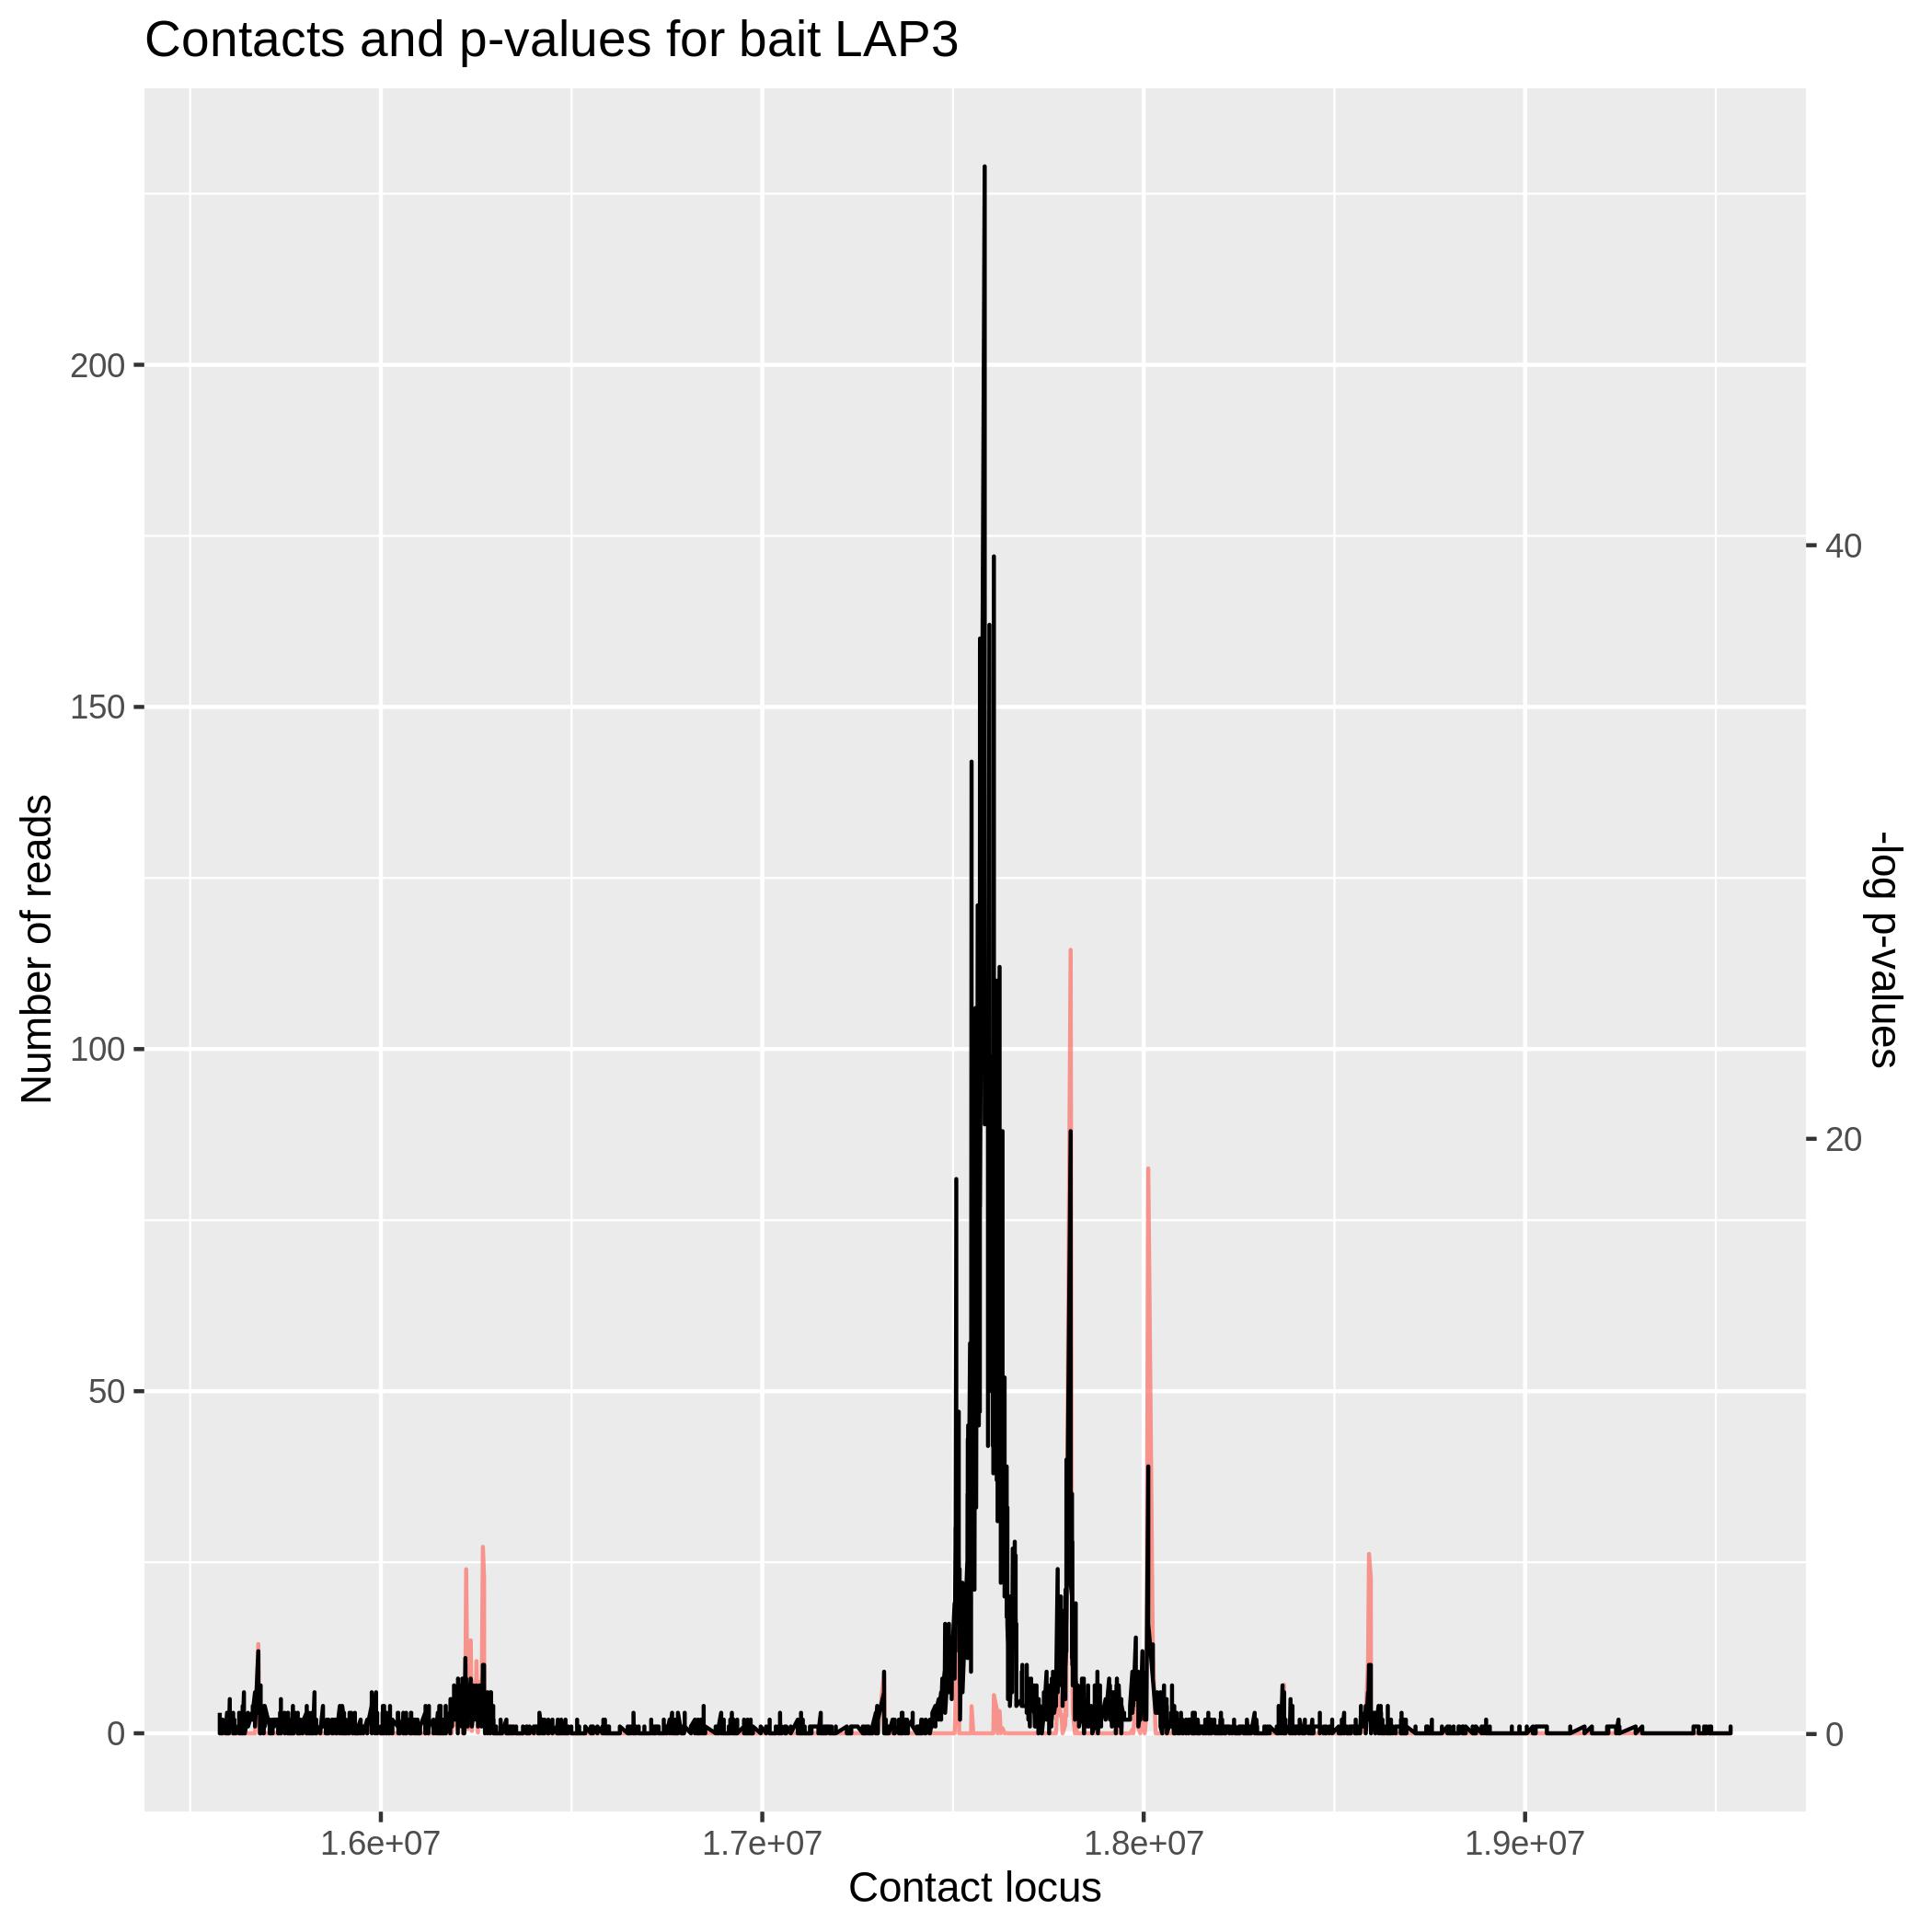 Contacts and p-values for bait LAP3
Number of reads
200
150
100
50
0
40
20
0
-log p-values
1.6e+07
1.7e+07
1.8e+07
1.9e+07
Contact locus